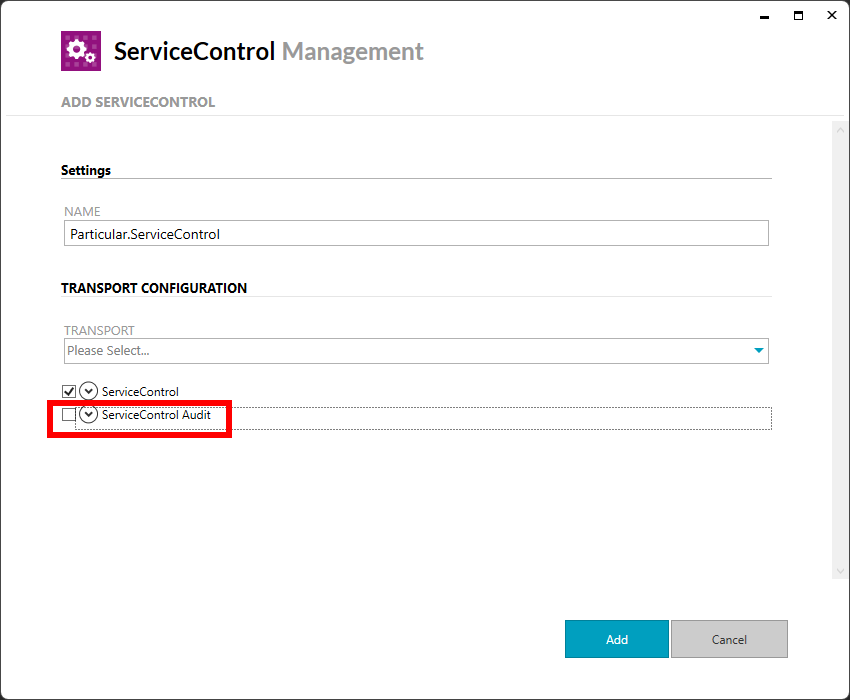 ServiceControl Management
ADD SERVICECONTROL
Settings
NAME
Particular.ServiceControl
TRANSPORT CONFIGURATION
TRANSPORT
Please Select...
ServiceControl
ServiceControl Audit
Add Cancel